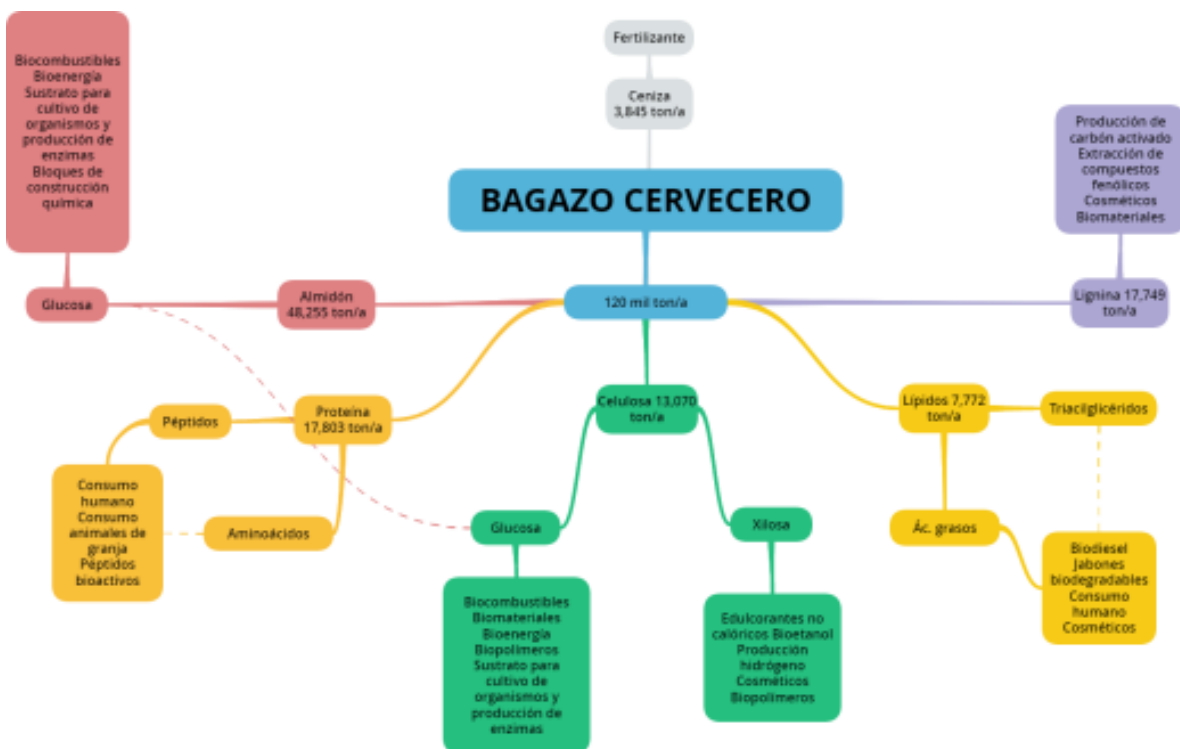 Fertilizante
Ceniza
3,845 ton/a
BAGAZO CERVECERO
120 mil ton/a
Biocombustibles
Bioenergía
Sustrato para
cultivo de
organismos y
producción de
enzimas
Bloques de
construcción
química
Glucosa
Almidón
48,255 ton/a
Producción de
carbón activado
Extracción de
compuestos
fenólicos
Cosméticos
Biomateriales
Lignina 17,749
ton/a
Péptidos
Proteína
17,803 ton/a
Consumo
humano
Consumo
animales de
granja
Péptidos
bioactivos
Aminoácidos
Celulosa 13,070
ton/a
Glucosa
Biocombustibles
Biomateriales
Bioenergía
Biopolímeros
Sustrato para
cultivo de
organismos y
producción de
enzimas
Xilosa
Edulcorantes no
calóricos Bioetanol
Producción
hidrógeno
Cosméticos
Biopolímeros
Lípidos 7,772
ton/a
Triacilglicéridos
Ác. grasos
Biodiesel
Jabones
biodegradables
Consumo
humano
Cosméticos